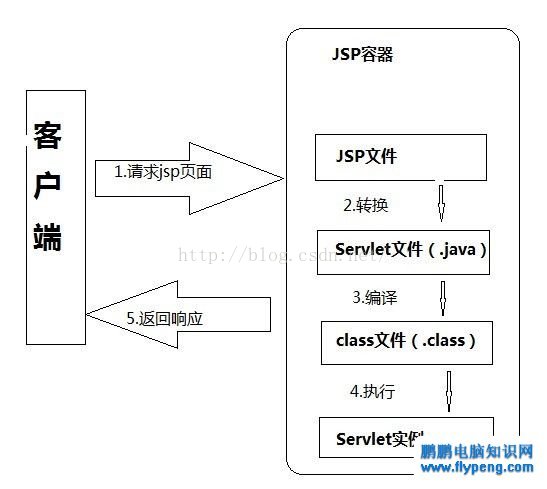 JSP容器
客户端
1.请求jsp页面
JSP文件
2.转换
Servlet文件（.java）
http://blog.csdn.net/
3.编译
5.返回响应
class文件（.class）
4.执行
Servlet实例
鹏鹏电脑知识网
www.flypeng.com